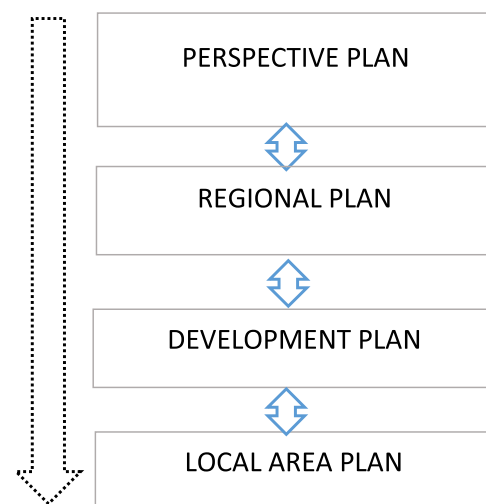 PERSPECTIVE PLAN
REGIONAL PLAN
DEVELOPMENT PLAN
LOCAL AREA PLAN